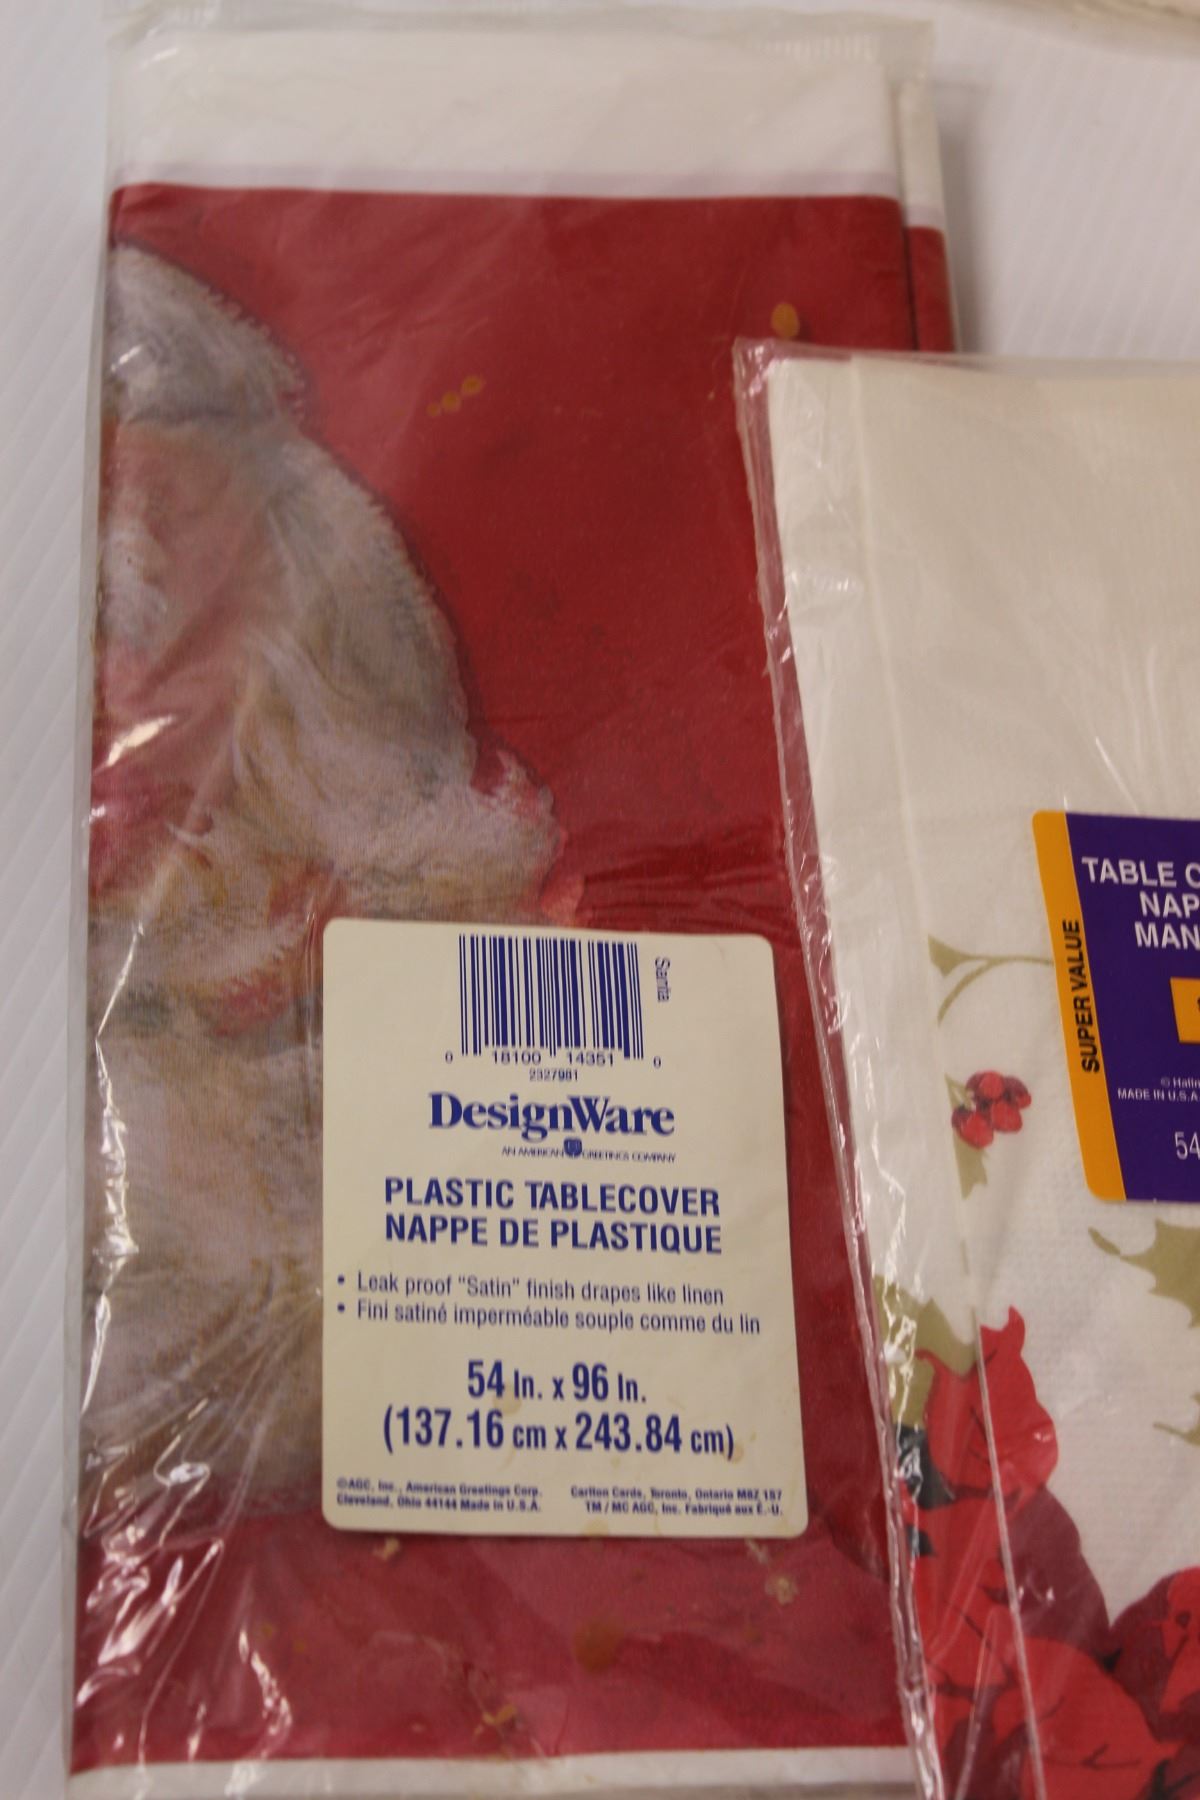 Santa
0 18100 14351 0
2327981
DesignWare
AN AMERICAN GREETINGS COMPANY
PLASTIC TABLECOVER
NAPPE DE PLASTIQUE
• Leak proof "Satin" finish drapes like linen
• Fini satiné imperméable souple comme du lin
54 In. x 96 In.
(137.16 cm x 243.84 cm)
©AGC, Inc., American Greetings Corp.
Cleveland, Ohio 44144 Made in U.S.A.
Carlton Cards, Toronto, Ontario M8Z 1S7
TM / MC AGC, Inc. Fabriqué aux É.-U.
SUPER VALUE
TABLE C
NAP
MAN
© Hallm
MADE IN U.S.A.
54